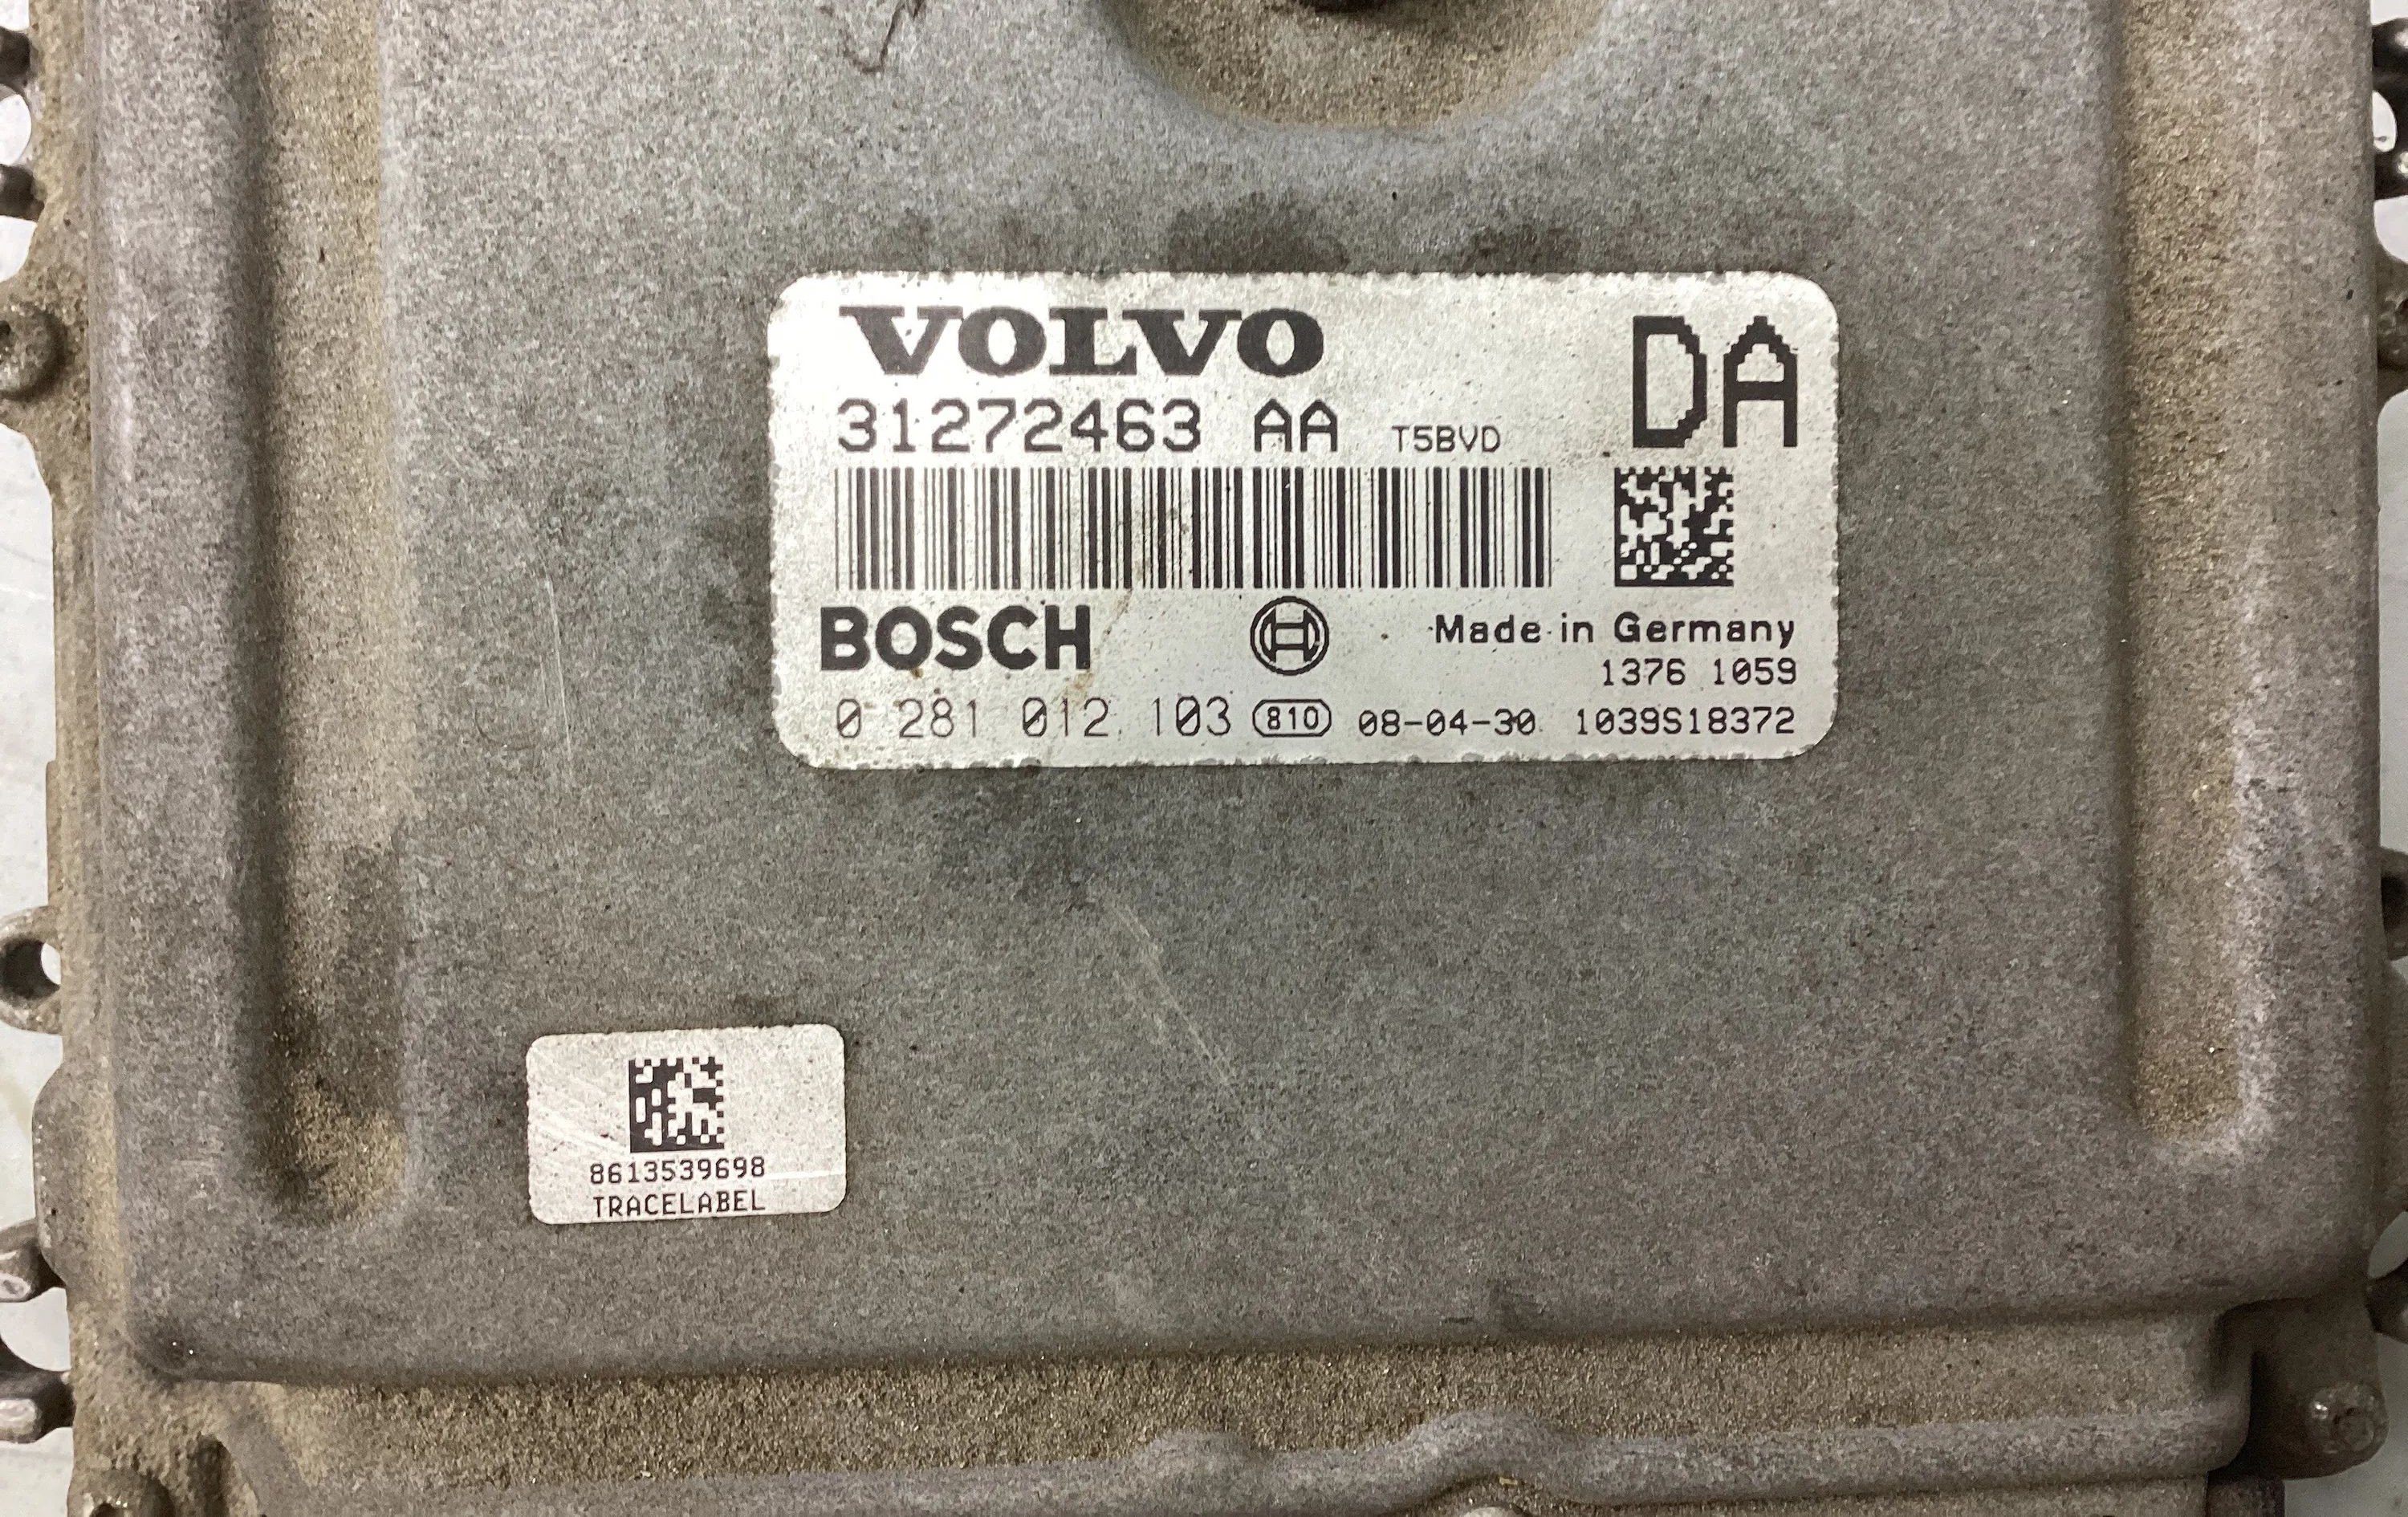 VOLVO
DA
31272463 AA T5BVD
BOSCH Made in Germany
1376 1059
0 281 012 103 810 08-04-30 1039S18372
8613539698
TRACELABEL